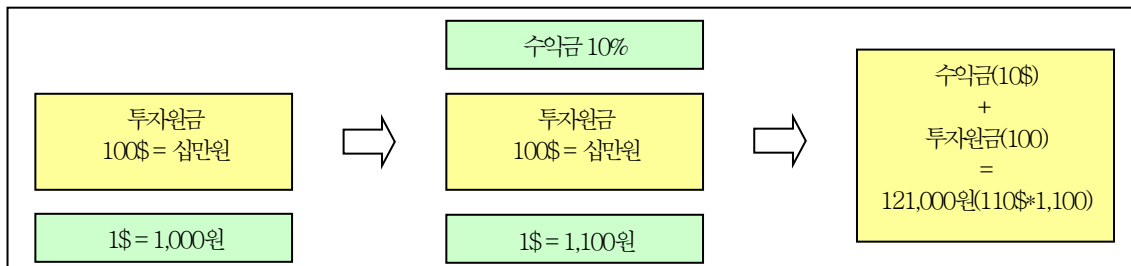 투자원금
100$ = 십만원
1$ = 1,000원
수익금 10%
투자원금
100$ = 십만원
1$ = 1,100원
수익금(10$)
+
투자원금(100)
=
121,000원(110$*1,100)